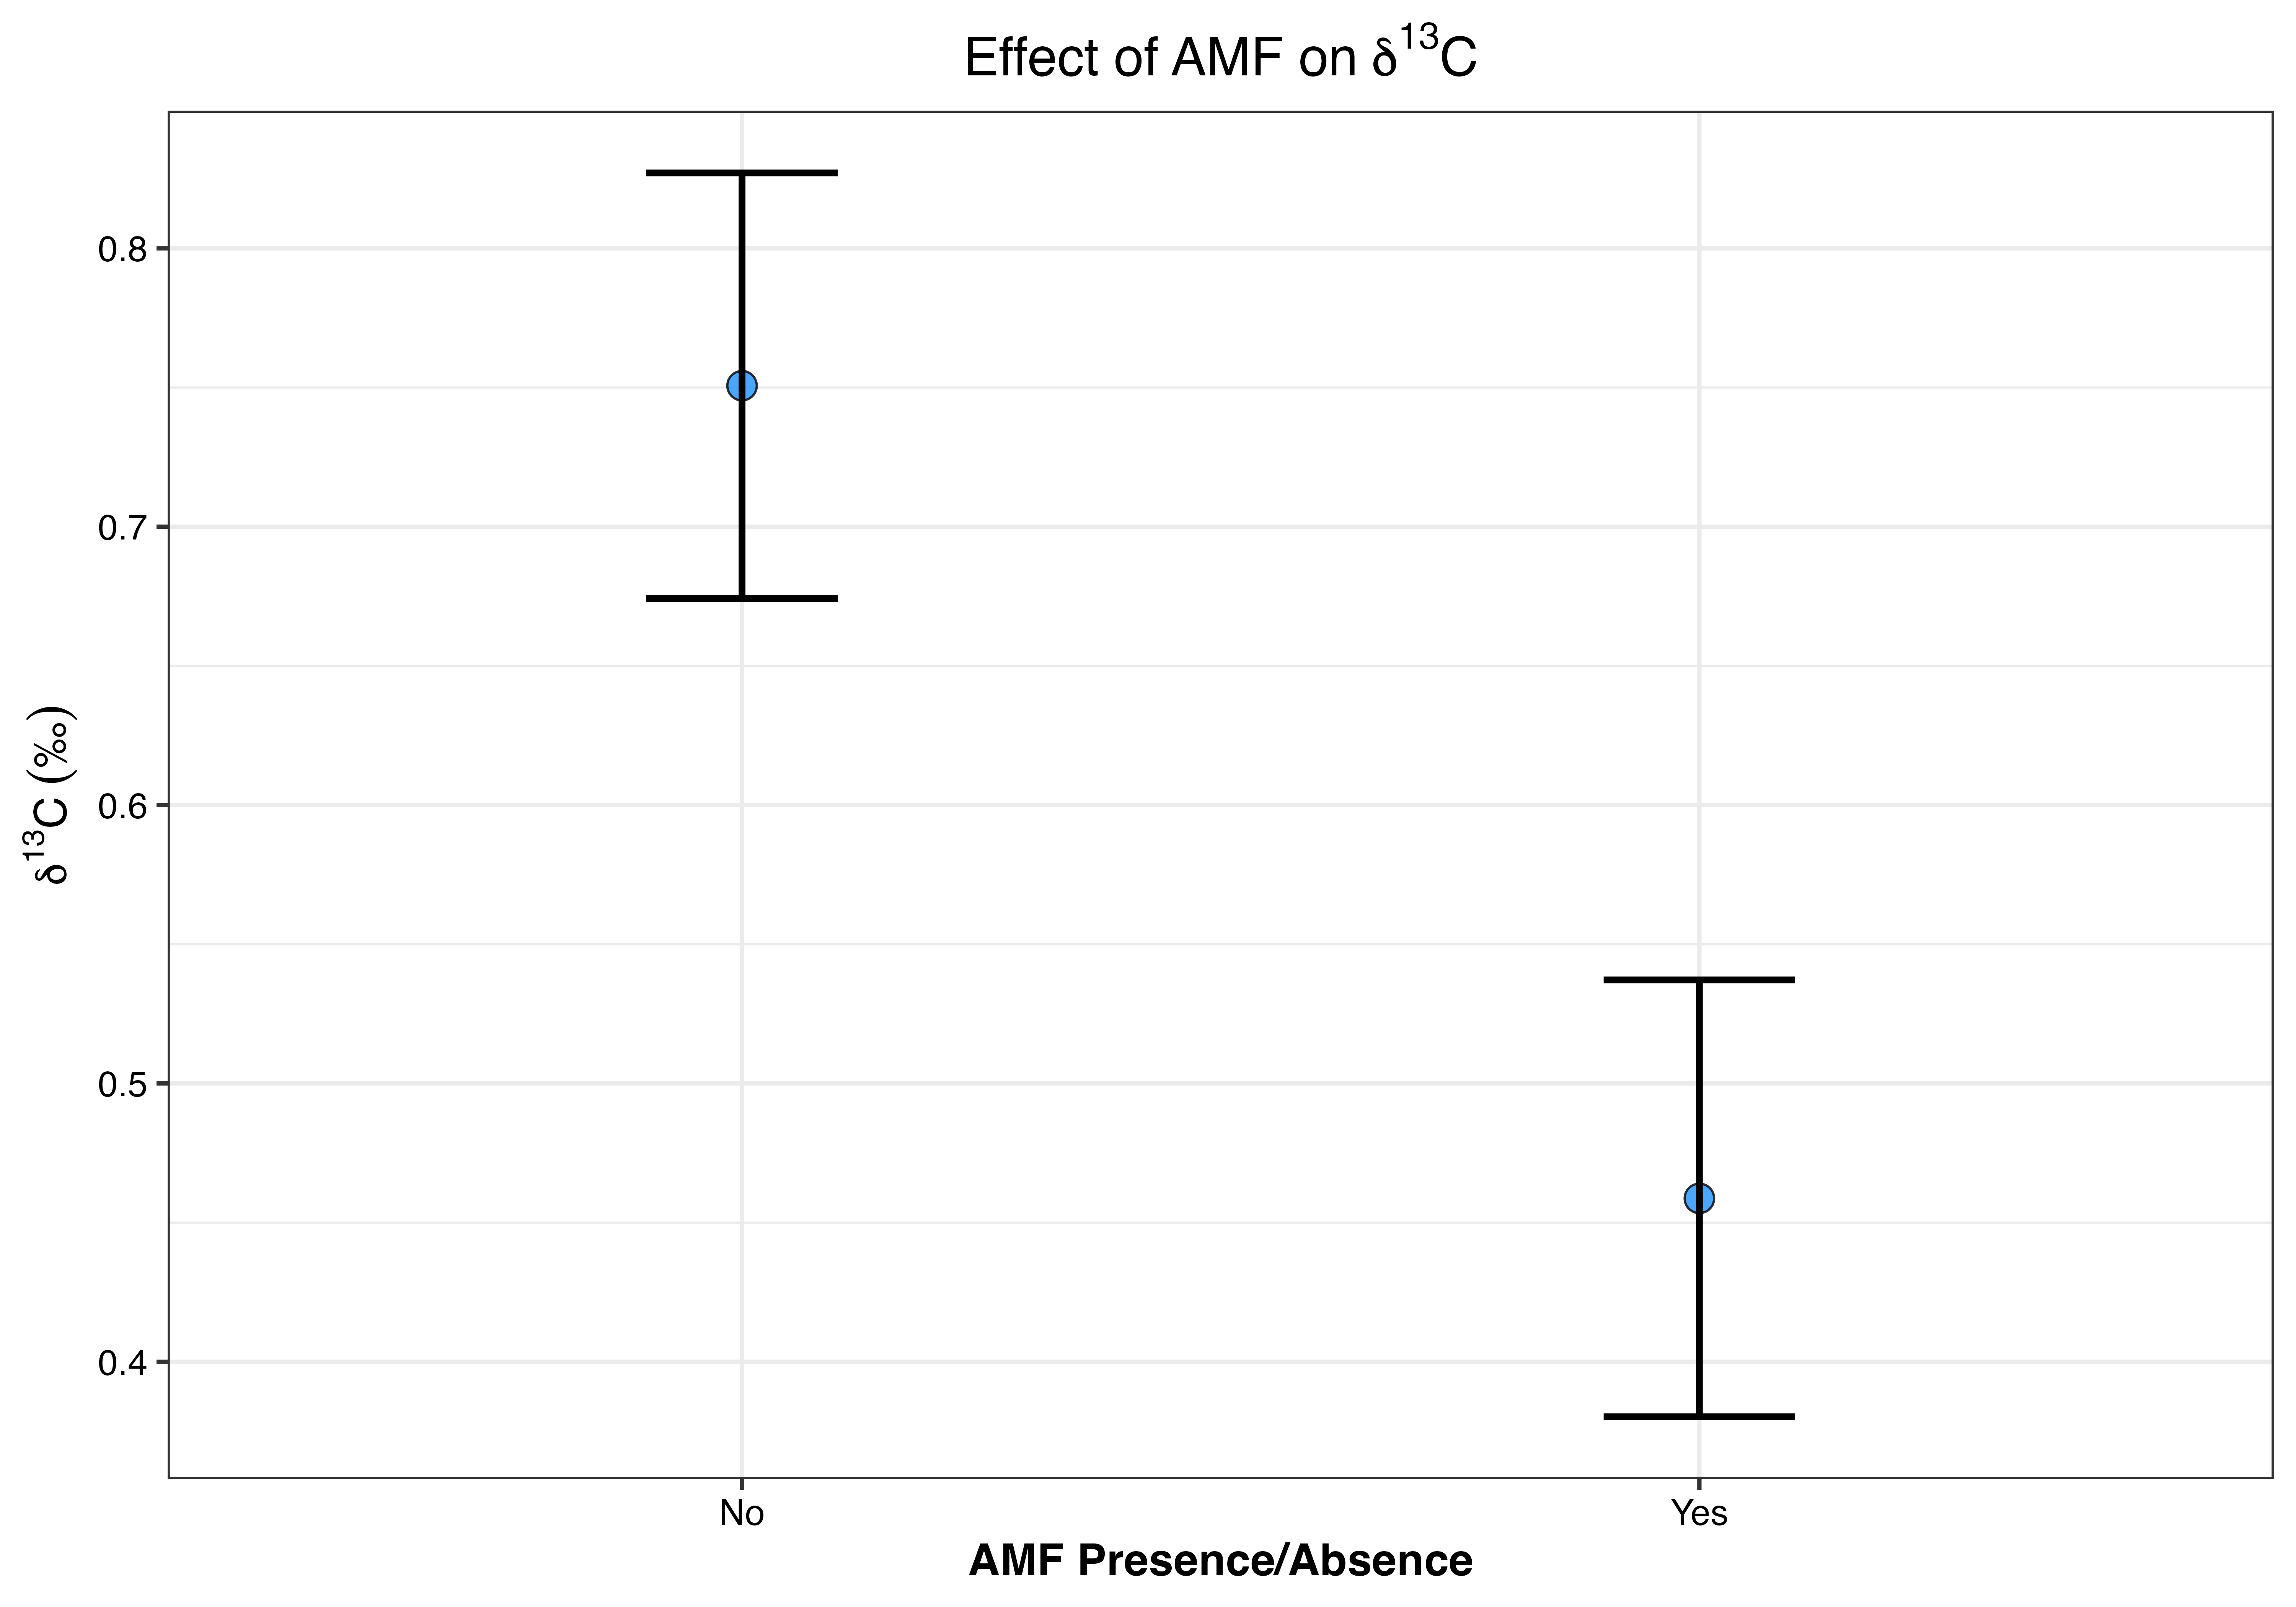 Effect of AMF on δ¹³C
δ¹³C (‰)
0.8
0.7
0.6
0.5
0.4
No
Yes
AMF Presence/Absence